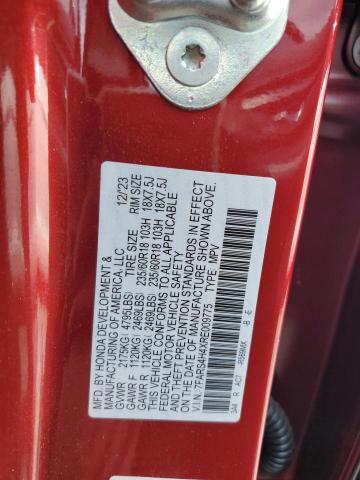 MFD. BY HONDA DEVELOPMENT &
MANUFACTURING OF AMERICA, LLC 12/23
GVWR 2175KG( 4795LBS) TIRE SIZE RIM SIZE
GAWR F 1120KG( 2469LBS) 235/60R18 103H 18X7.5J
GAWR R 1120KG( 2469LBS) 235/60R18 103H 18X7.5J
THIS VEHICLE CONFORMS TO ALL APPLICABLE
FEDERAL MOTOR VEHICLE SAFETY
AND THEFT PREVENTION STANDARDS IN EFFECT
ON THE DATE OF MANUFACTURE SHOWN ABOVE.
V.I.N. 7FARS4H4XRE009775 TYPE MPV
3AA R ACT -B -E